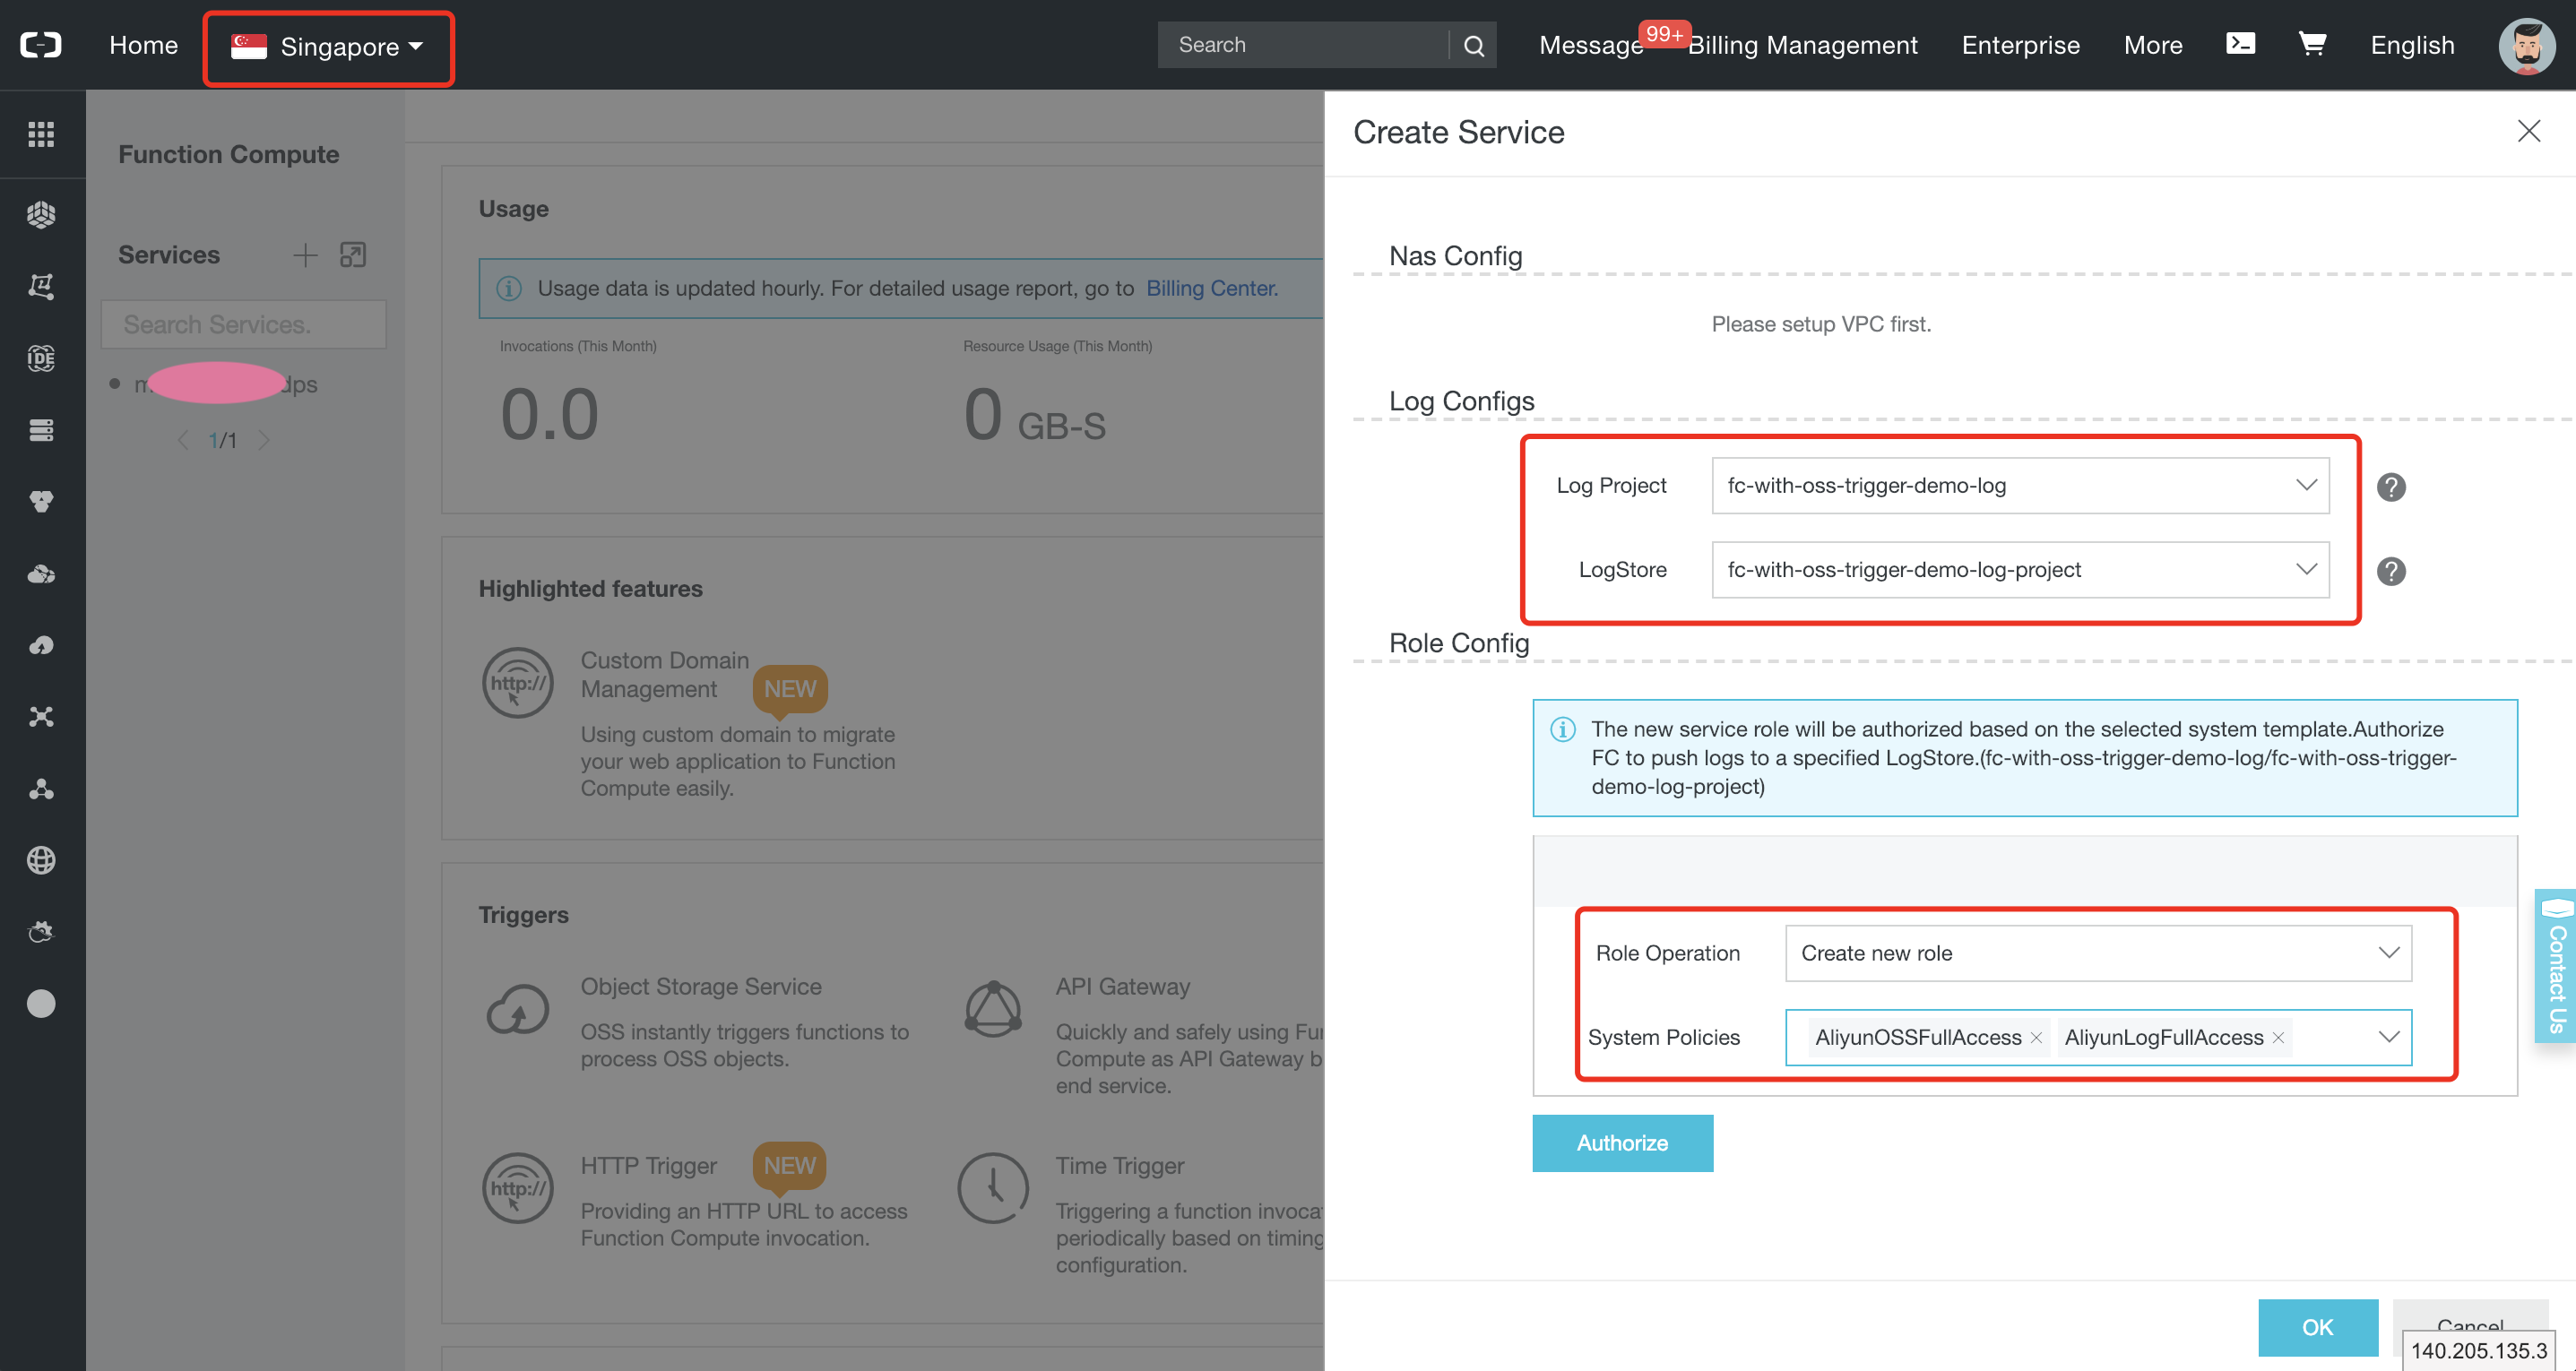 Home
Singapore
Search
Message
99+
Billing Management
Enterprise
More
English
Function Compute
Services
Search Services.
dps
1/1
IDE
Usage
Usage data is updated hourly. For detailed usage report, go to Billing Center.
Invocations (This Month)
Resource Usage (This Month)
0.0
0 GB-S
Highlighted features
http://
Custom Domain
Management
NEW
Using custom domain to migrate
your web application to Function
Compute easily.
Triggers
Object Storage Service
OSS instantly triggers functions to
process OSS objects.
API Gateway
Quickly and safely using
Compute as API Gateway
end service.
http://
HTTP Trigger
NEW
Providing an HTTP URL to access
Function Compute invocation.
Time Trigger
Triggering a function
periodically based on timing
configuration.
Create Service
Nas Config
Please setup VPC first.
Log Configs
Log Project
fc-with-oss-trigger-demo-log
?
LogStore
fc-with-oss-trigger-demo-log-project
?
Role Config
The new service role will be authorized based on the selected system template.Authorize
FC to push logs to a specified LogStore.(fc-with-oss-trigger-demo-log/fc-with-oss-trigger-
demo-log-project)
Role Operation
Create new role
System Policies
AliyunOSSFullAccess ×
AliyunLogFullAccess ×
Authorize
Contact Us
OK
Cancel
140.205.135.3